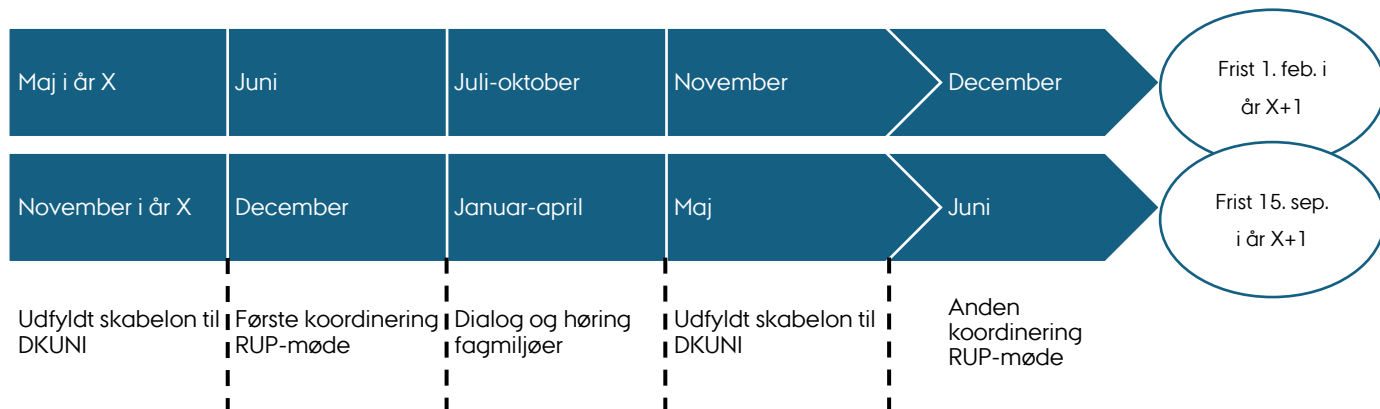 Maj i år X
Juni
Juli-oktober
November
December
Frist 1. feb. i
år X+1
November i år X
December
Januar-april
Maj
Juni
Frist 15. sep.
i år X+1
Udfyldt skabelon til
DKUNI
Første koordinering
RUP-møde
Dialog og høring
fagmiljøer
Udfyldt skabelon til
DKUNI
Anden
koordinering
RUP-møde